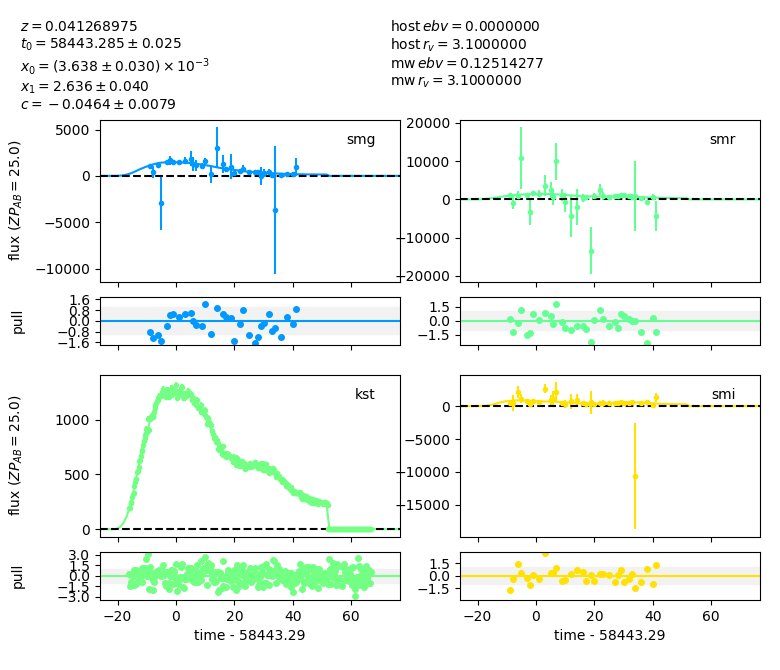 z = 0.041268975
t₀ = 58443.285 ± 0.025
x₀ = (3.638 ± 0.030) × 10⁻³
x₁ = 2.636 ± 0.040
c = −0.0464 ± 0.0079
host ebv = 0.0000000
host r_v = 3.1000000
mw ebv = 0.12514277
mw r_v = 3.1000000
smg
5000
0
−5000
−10000
flux (ZP_AB = 25.0)
smr
20000
10000
0
−10000
−20000
1.6
0.8
0.0
−0.8
−1.6
pull
1.5
0.0
−1.5
kst
1000
500
0
flux (ZP_AB = 25.0)
smi
0
−5000
−10000
−15000
3.0
1.5
0.0
−1.5
−3.0
pull
−20 0 20 40 60
time - 58443.29
1.5
0.0
−1.5
−20 0 20 40 60
time - 58443.29